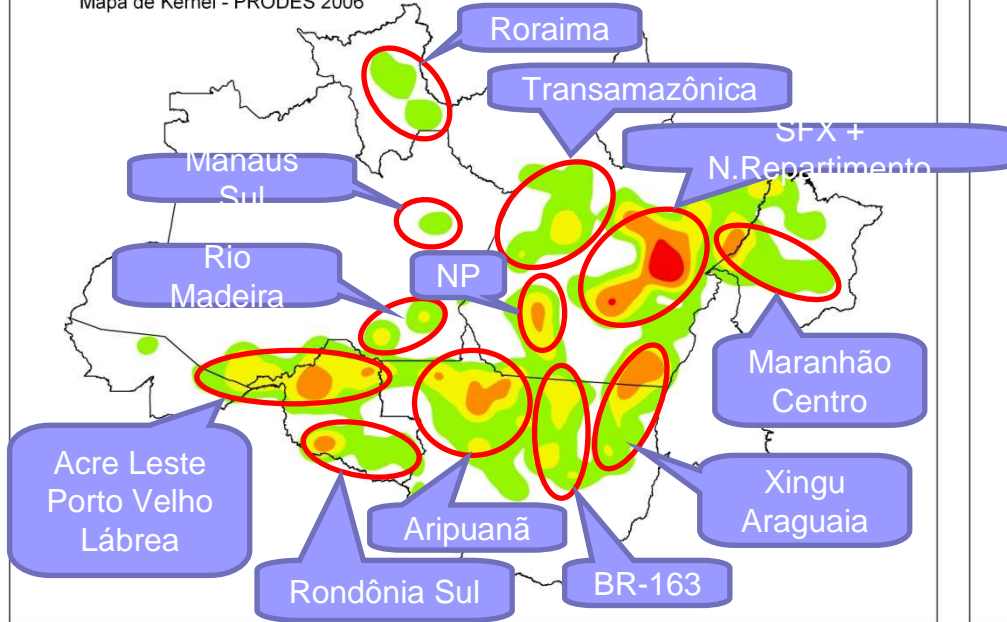 Mapa de Kernel - PRODES 2006
Roraima
Transamazônica
SFX +
N.Repartimento
Manaus
Sul
Rio
Madeira
NP
Maranhão
Centro
Acre Leste
Porto Velho
Lábrea
Xingu
Araguaia
Aripuanã
BR-163
Rondônia Sul